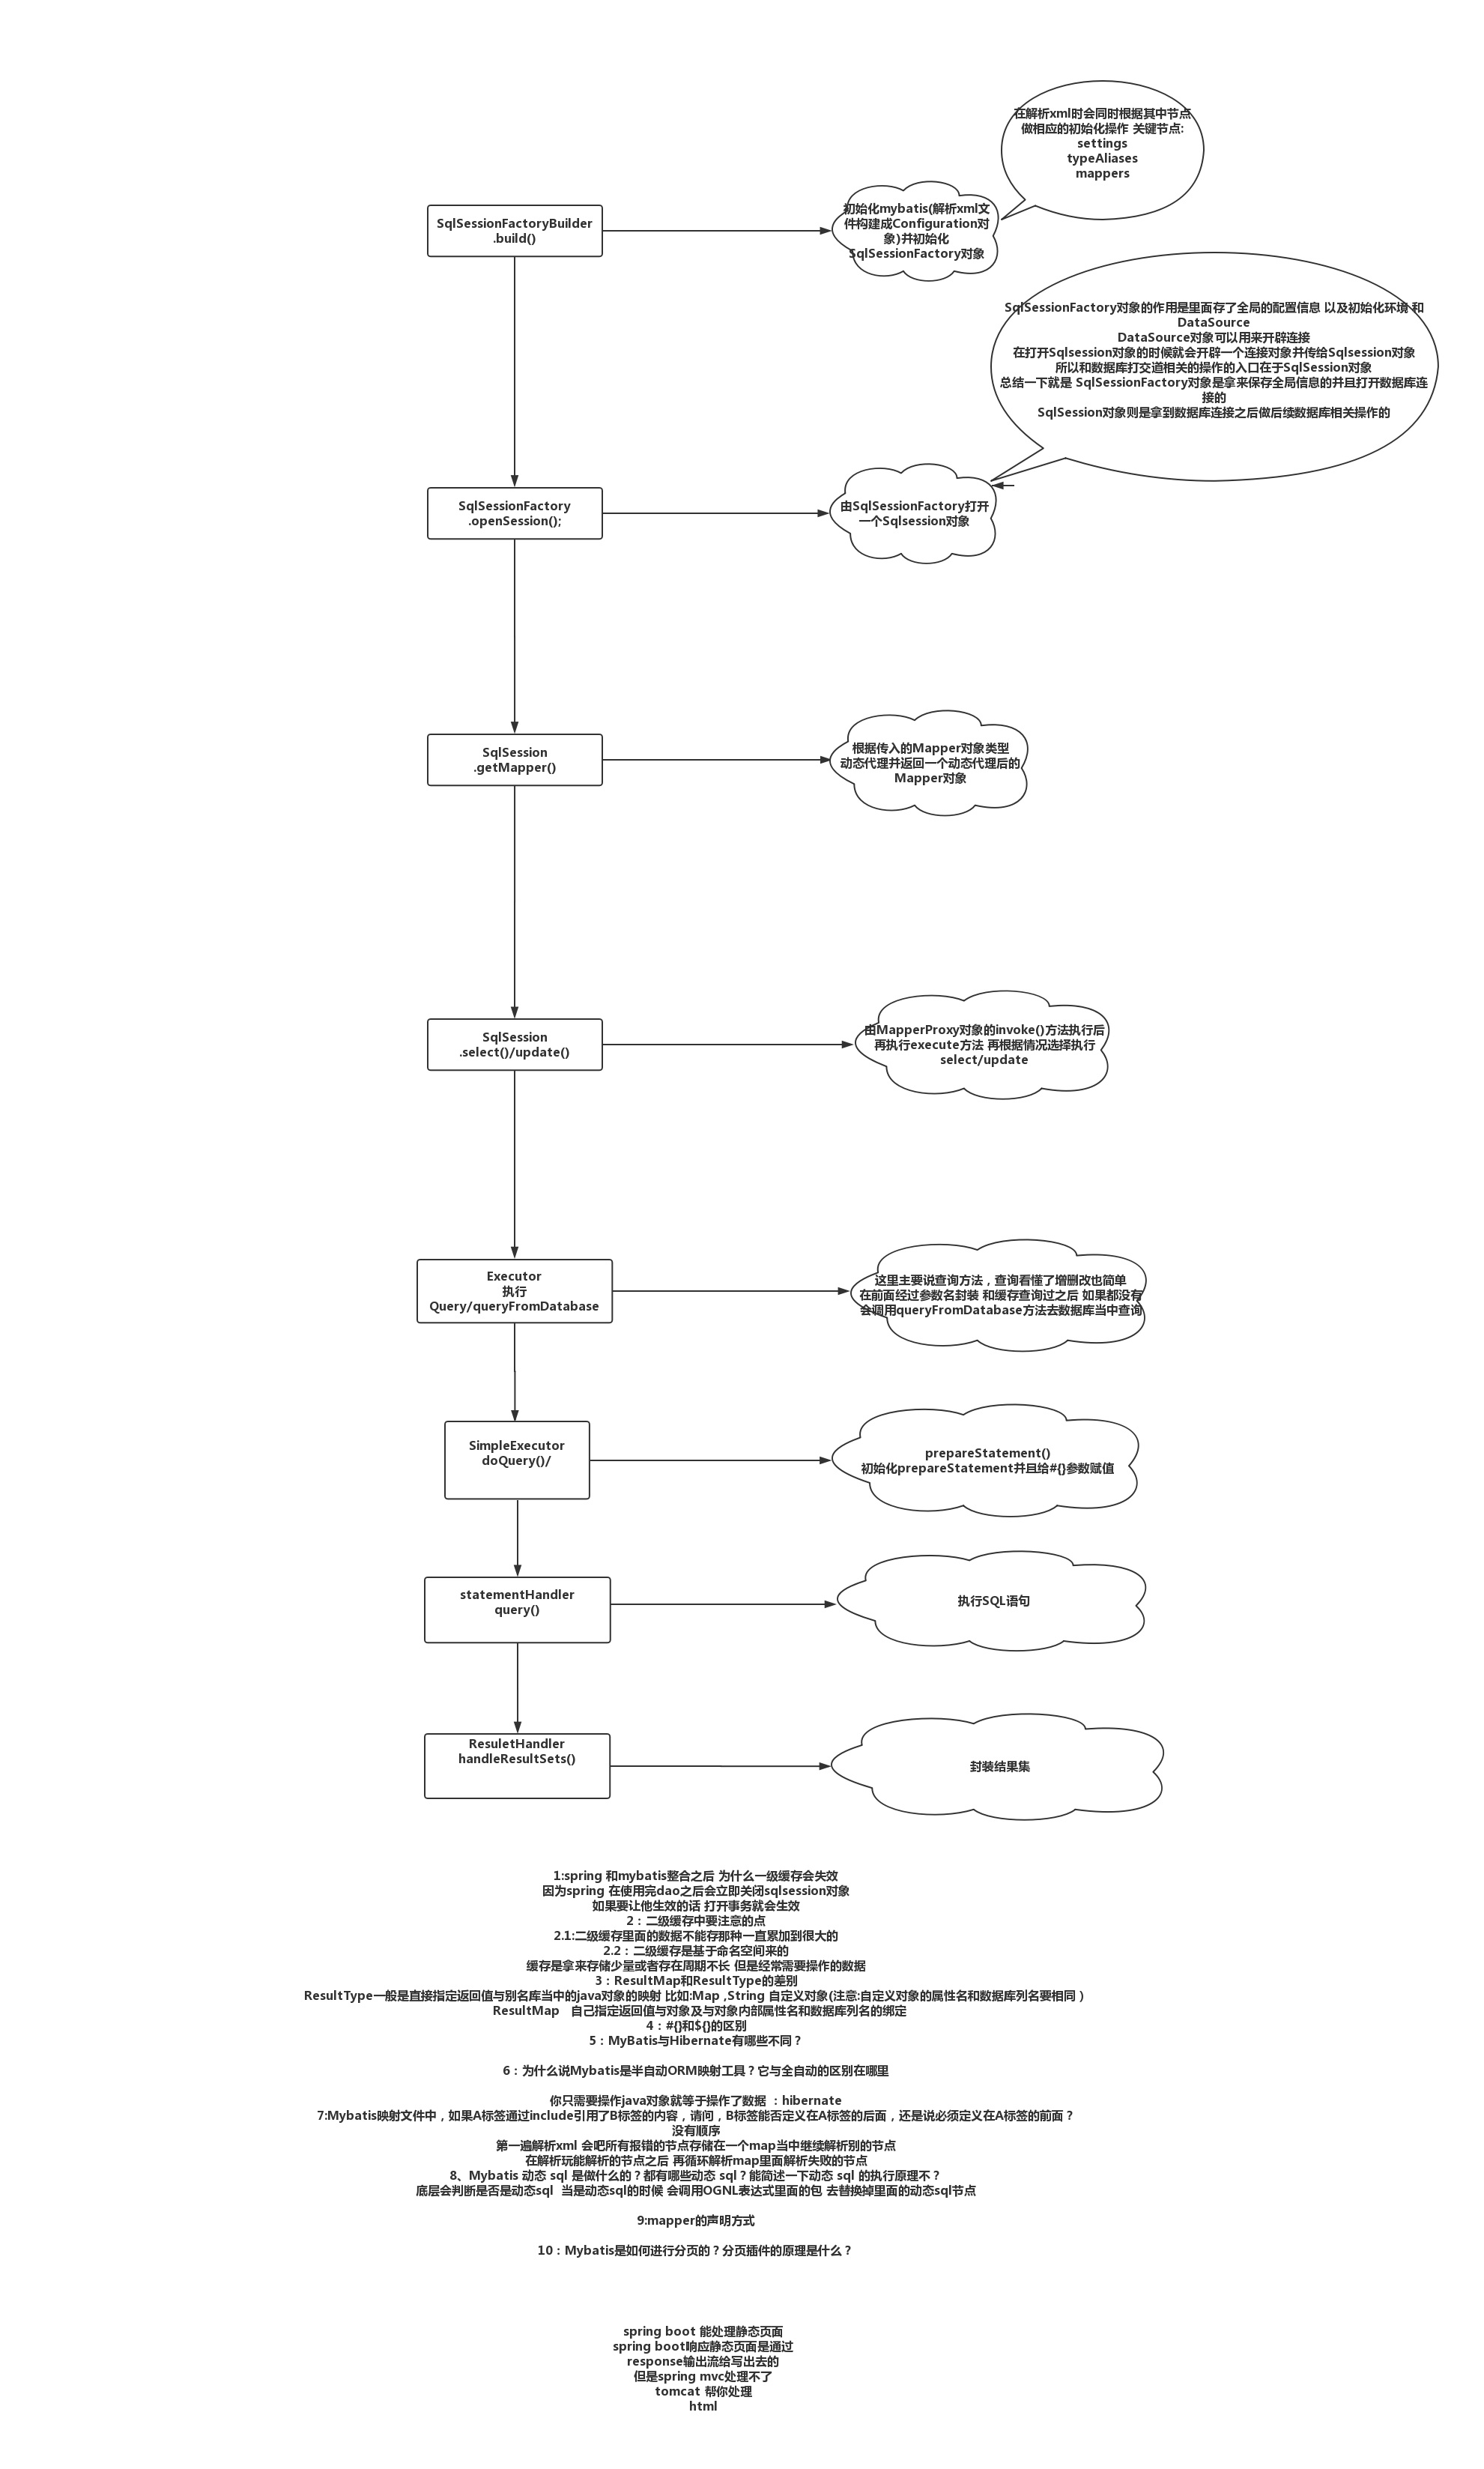 在解析xml时会同时根据其中节点
做相应的初始化操作 关键节点:
settings
typeAliases
mappers
SqlSessionFactoryBuilder
.build()
初始化mybatis(解析xml文
件构建成Configuration对
象)并初始化
SqlSessionFactory对象
SqlSessionFactory对象的作用是里面存了全局的配置信息 以及初始化环境 和
DataSource
DataSource对象可以用来开辟连接
在打开Sqlsession对象的时候就会开辟一个连接对象并传给Sqlsession对象
所以和数据库打交道相关的操作的入口在于SqlSession对象
总结一下就是 SqlSessionFactory对象是拿来保存全局信息的并且打开数据库连
接的
SqlSession对象则是拿到数据库连接之后做后续数据库相关操作的
SqlSessionFactory
.openSession();
由SqlSessionFactory打开
一个Sqlsession对象
SqlSession
.getMapper()
根据传入的Mapper对象类型
动态代理并返回一个动态代理后的
Mapper对象
SqlSession
.select()/update()
由MapperProxy对象的invoke()方法执行后
再执行execute方法 再根据情况选择执行
select/update
Executor
执行
Query/queryFromDatabase
这里主要说查询方法，查询看懂了增删改也简单
在前面经过参数名封装 和缓存查询过之后 如果都没有
会调用queryFromDatabase方法去数据库当中查询
SimpleExecutor
doQuery()/
prepareStatement()
初始化prepareStatement并且给#{}参数赋值
statementHandler
query()
执行SQL语句
ResuletHandler
handleResultSets()
封装结果集
1:spring 和mybatis整合之后 为什么一级缓存会失效
因为spring 在使用完dao之后会立即关闭sqlsession对象
如果要让他生效的话 打开事务就会生效
2：二级缓存中要注意的点
2.1:二级缓存里面的数据不能存那种一直累加到很大的
2.2：二级缓存是基于命名空间来的
缓存是拿来存储少量或者存在周期不长 但是经常需要操作的数据
3：ResultMap和ResultType的差别
ResultType一般是直接指定返回值与别名库当中的java对象的映射 比如:Map ,String 自定义对象(注意:自定义对象的属性名和数据库列名要相同 )
ResultMap 自己指定返回值与对象及与对象内部属性名和数据库列名的绑定
4：#{}和${}的区别
5：MyBatis与Hibernate有哪些不同？
6：为什么说Mybatis是半自动ORM映射工具？它与全自动的区别在哪里
你只需要操作java对象就等于操作了数据 ：hibernate
7:Mybatis映射文件中，如果A标签通过include引用了B标签的内容，请问，B标签能否定义在A标签的后面，还是说必须定义在A标签的前面？
没有顺序
第一遍解析xml 会吧所有报错的节点存储在一个map当中继续解析别的节点
在解析玩能解析的节点之后 再循环解析map里面解析失败的节点
8、Mybatis 动态 sql 是做什么的？都有哪些动态 sql？能简述一下动态 sql 的执行原理不？
底层会判断是否是动态sql 当是动态sql的时候 会调用OGNL表达式里面的包 去替换掉里面的动态sql节点
9:mapper的声明方式
10：Mybatis是如何进行分页的？分页插件的原理是什么？
spring boot 能处理静态页面
spring boot响应静态页面是通过
response输出流给写出去的
但是spring mvc处理不了
tomcat 帮你处理
html